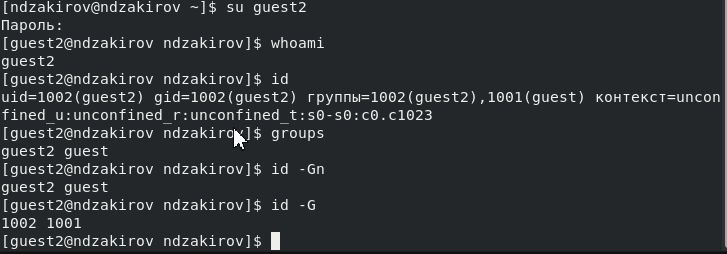 [ndzakirov@ndzakirov ~]$ su guest2
Пароль:
[guest2@ndzakirov ndzakirov]$ whoami
guest2
[guest2@ndzakirov ndzakirov]$ id
uid=1002(guest2) gid=1002(guest2) группы=1002(guest2),1001(guest) контекст=uncon
fined_u:unconfined_r:unconfined_t:s0-s0:c0.c1023
[guest2@ndzakirov ndzakirov]$ groups
guest2 guest
[guest2@ndzakirov ndzakirov]$ id -Gn
guest2 guest
[guest2@ndzakirov ndzakirov]$ id -G
1002 1001
[guest2@ndzakirov ndzakirov]$